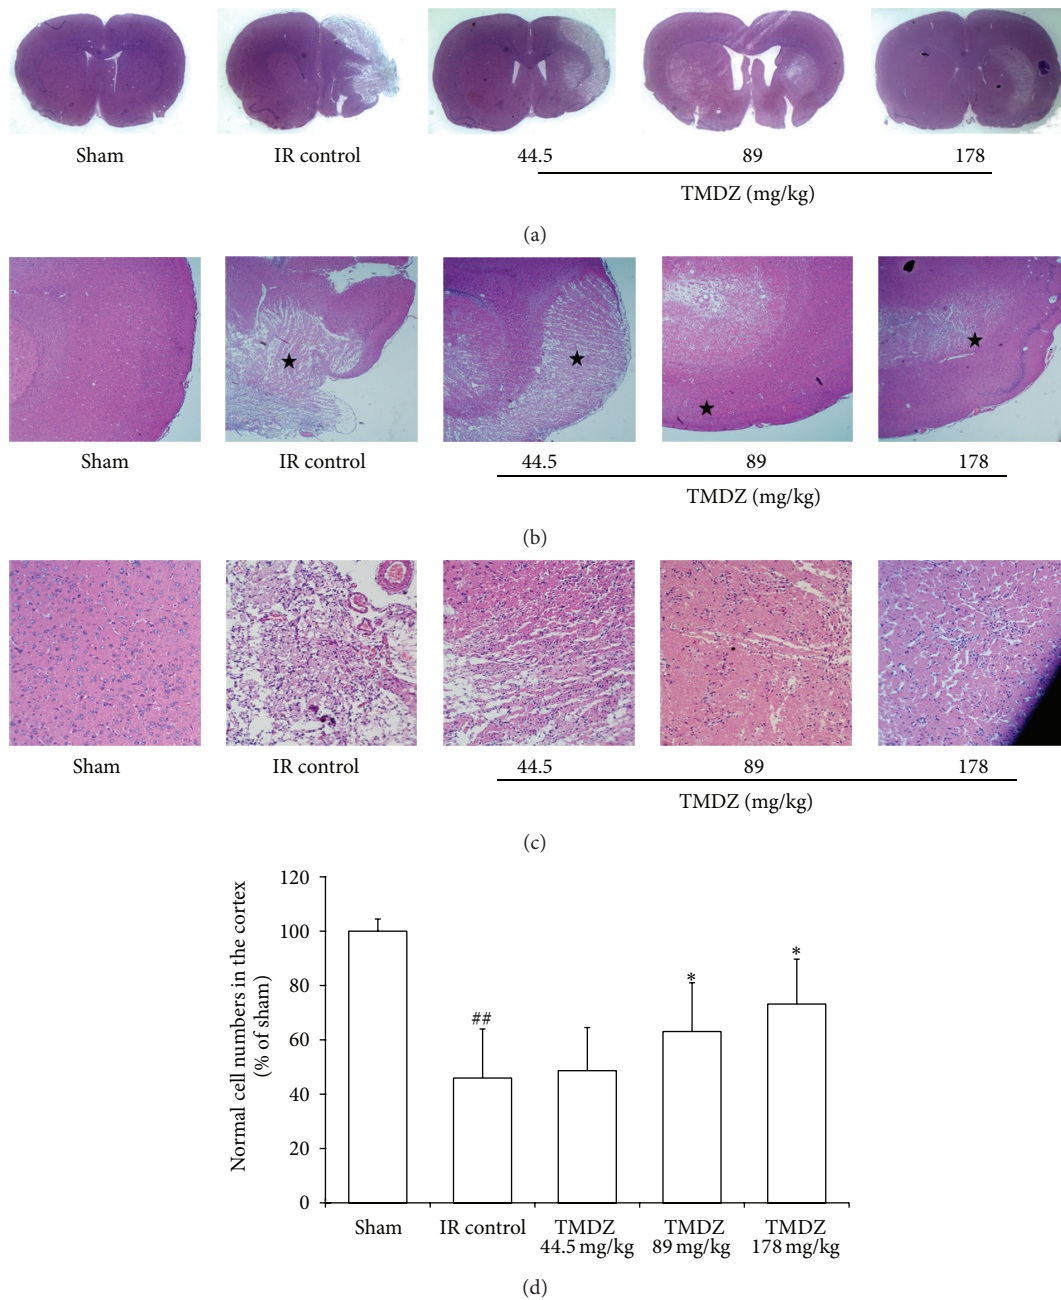 Sham IR control 44.5 89 178
TMDZ (mg/kg)
(a)
Sham IR control 44.5 89 178
TMDZ (mg/kg)
(b)
Sham IR control 44.5 89 178
TMDZ (mg/kg)
(c)
Normal cell numbers in the cortex
(% of sham)
120
100
80
60
40
20
0
##
*
*
Sham IR control TMDZ TMDZ TMDZ
44.5 mg/kg 89 mg/kg 178 mg/kg
(d)